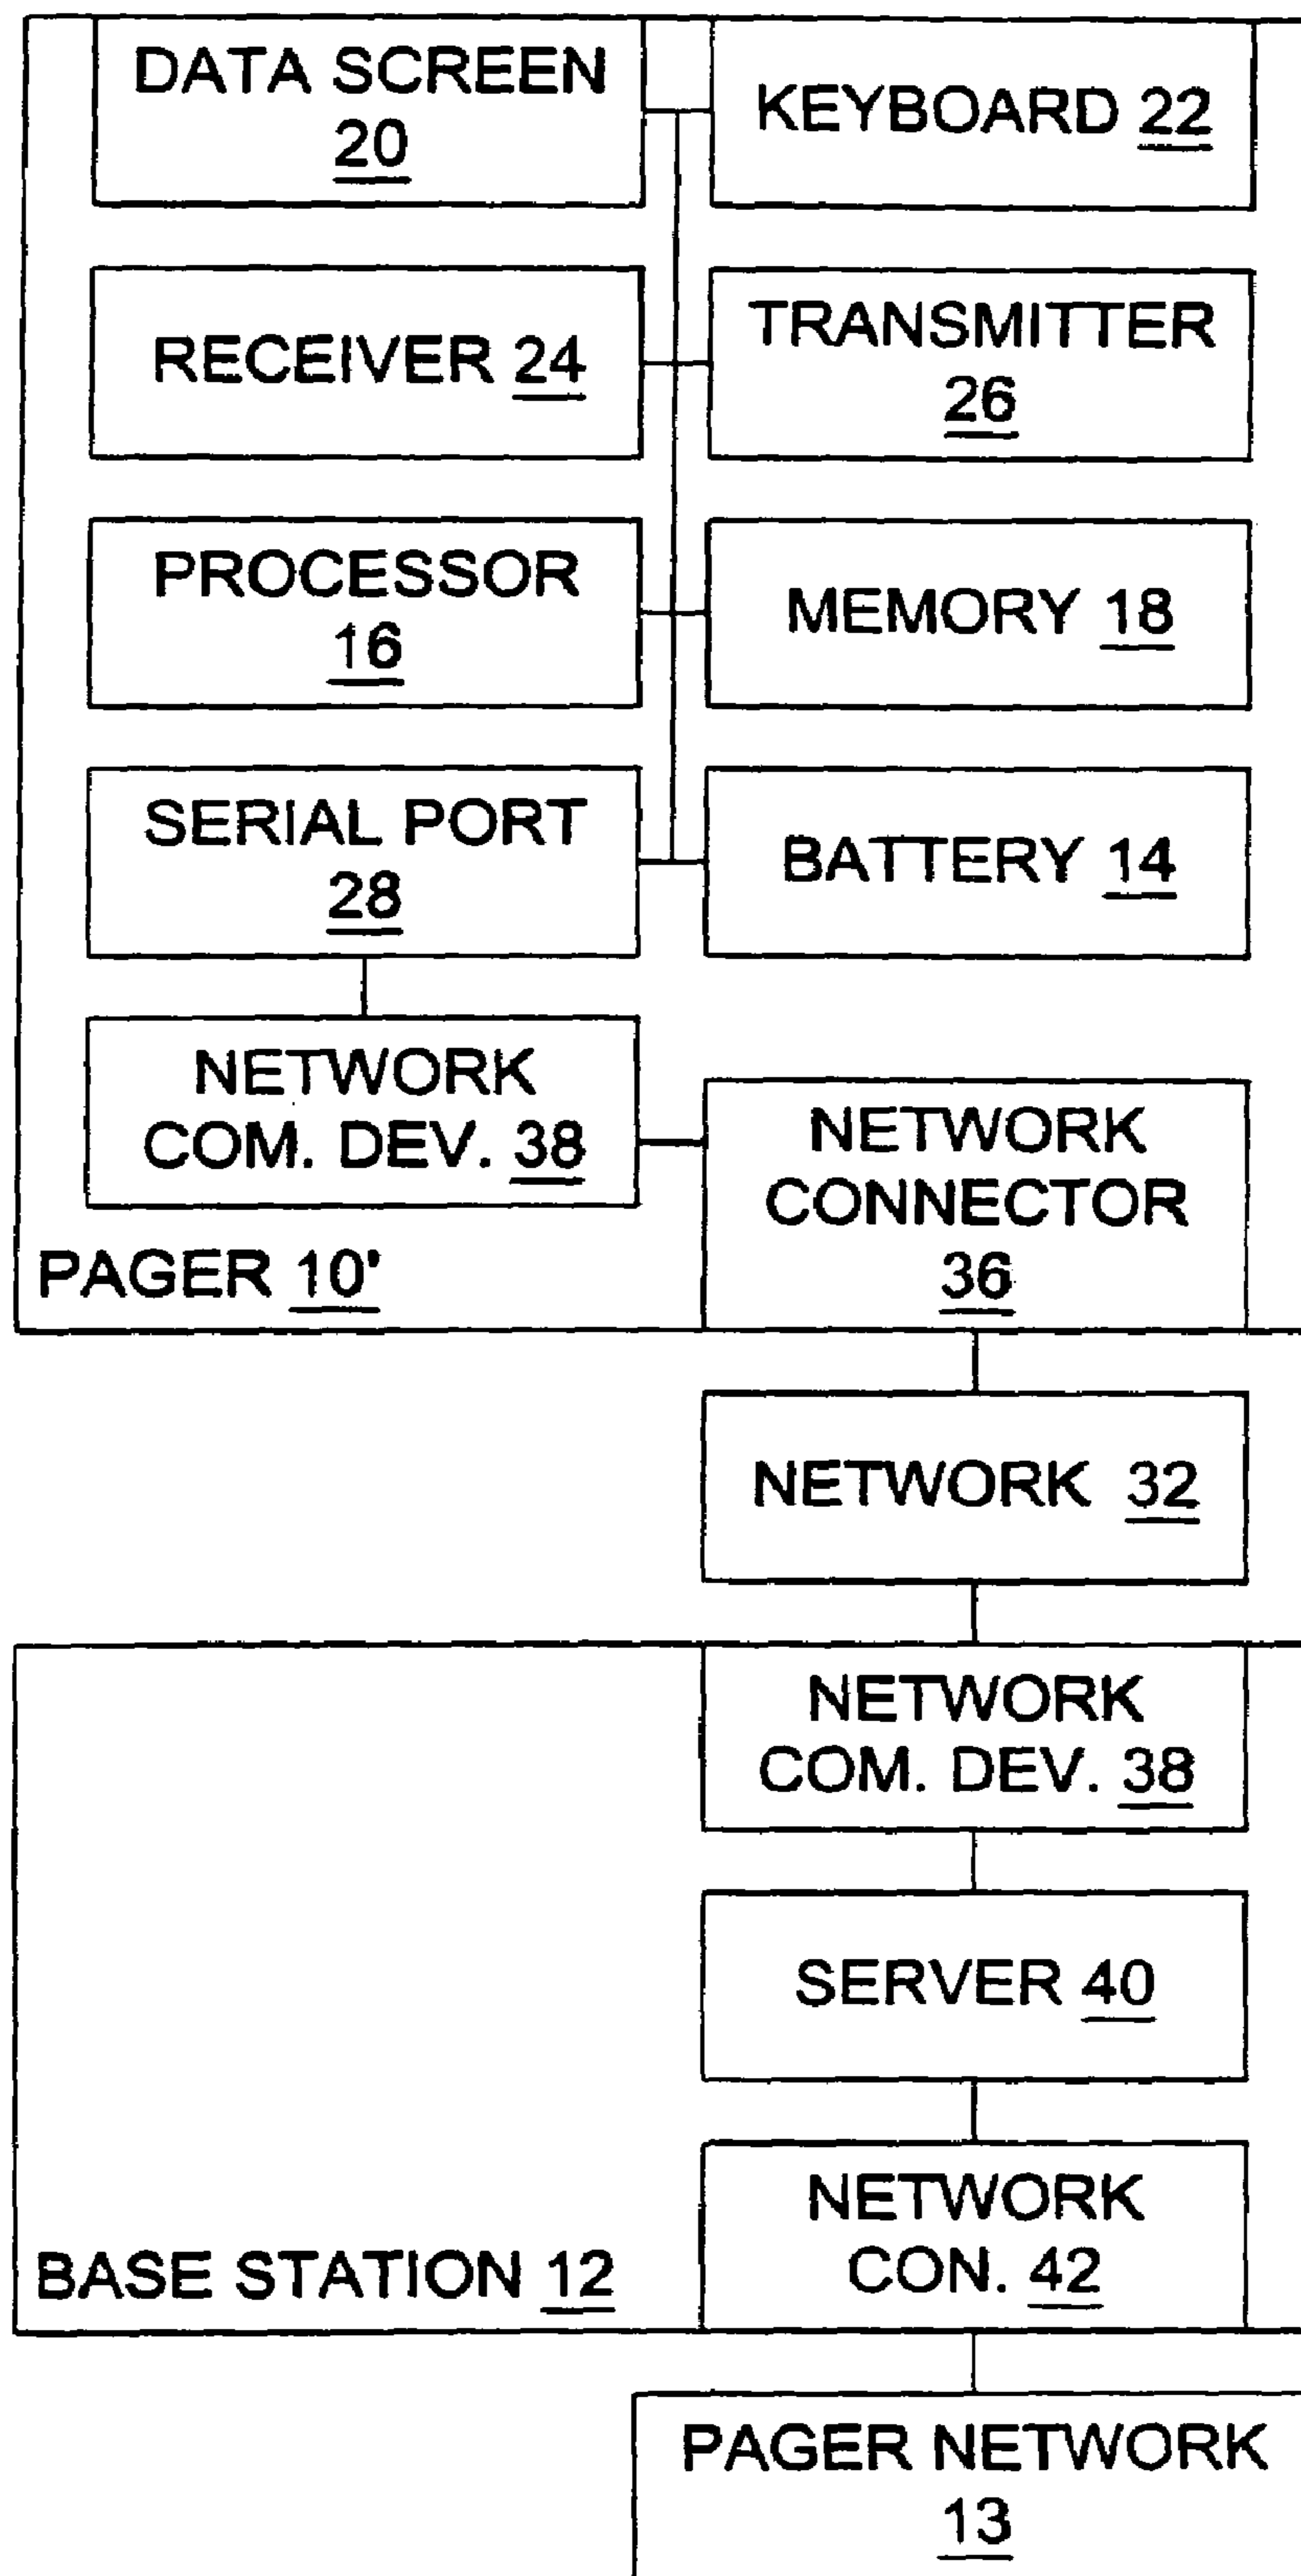 DATA SCREEN
20
KEYBOARD 22
RECEIVER 24
TRANSMITTER
26
PROCESSOR
16
MEMORY 18
SERIAL PORT
28
BATTERY 14
NETWORK
COM. DEV. 38
NETWORK
CONNECTOR
36
PAGER 10'
NETWORK 32
NETWORK
COM. DEV. 38
SERVER 40
NETWORK
CON. 42
BASE STATION 12
PAGER NETWORK
13